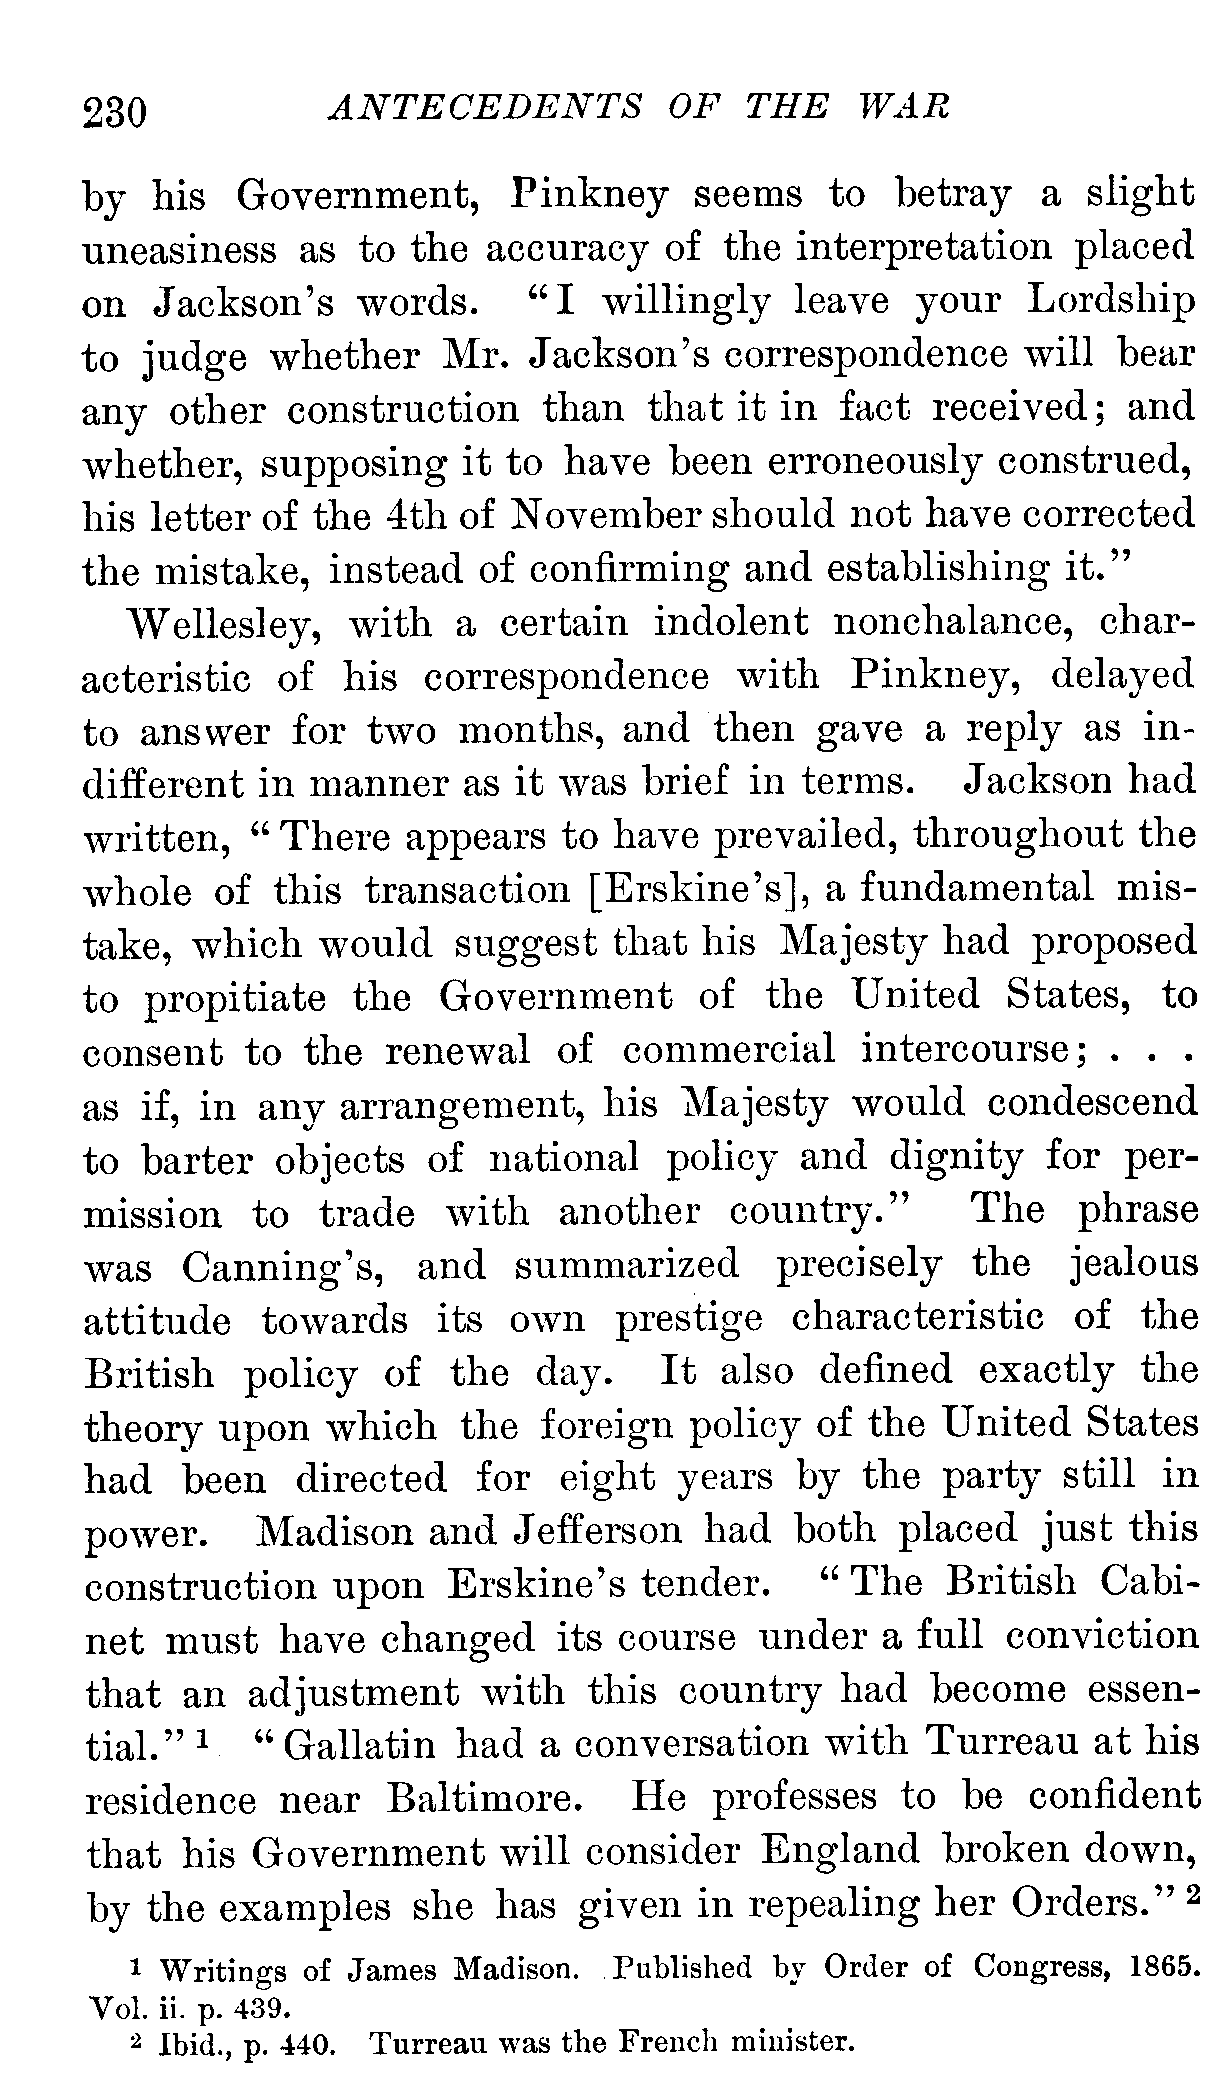 230 ANTECEDENTS OF THE WAR
by his Government, Pinkney seems to betray a slight
uneasiness as to the accuracy of the interpretation placed
on Jackson's words. “I willingly leave your Lordship
to judge whether Mr. Jackson's correspondence will bear
any other construction than that it in fact received; and
whether, supposing it to have been erroneously construed,
his letter of the 4th of November should not have corrected
the mistake, instead of confirming and establishing it.”
Wellesley, with a certain indolent nonchalance, char-
acteristic of his correspondence with Pinkney, delayed
to answer for two months, and then gave a reply as in-
different in manner as it was brief in terms. Jackson had
written, “There appears to have prevailed, throughout the
whole of this transaction [Erskine's], a fundamental mis-
take, which would suggest that his Majesty had proposed
to propitiate the Government of the United States, to
consent to the renewal of commercial intercourse; . . .
as if, in any arrangement, his Majesty would condescend
to barter objects of national policy and dignity for per-
mission to trade with another country.” The phrase
was Canning's, and summarized precisely the jealous
attitude towards its own prestige characteristic of the
British policy of the day. It also defined exactly the
theory upon which the foreign policy of the United States
had been directed for eight years by the party still in
power. Madison and Jefferson had both placed just this
construction upon Erskine's tender. “The British Cabi-
net must have changed its course under a full conviction
that an adjustment with this country had become essen-
tial.” 1 “Gallatin had a conversation with Turreau at his
residence near Baltimore. He professes to be confident
that his Government will consider England broken down,
by the examples she has given in repealing her Orders.” 2
1 Writings of James Madison. Published by Order of Congress, 1865.
Vol. ii. p. 439.
2 Ibid., p. 440. Turreau was the French minister.